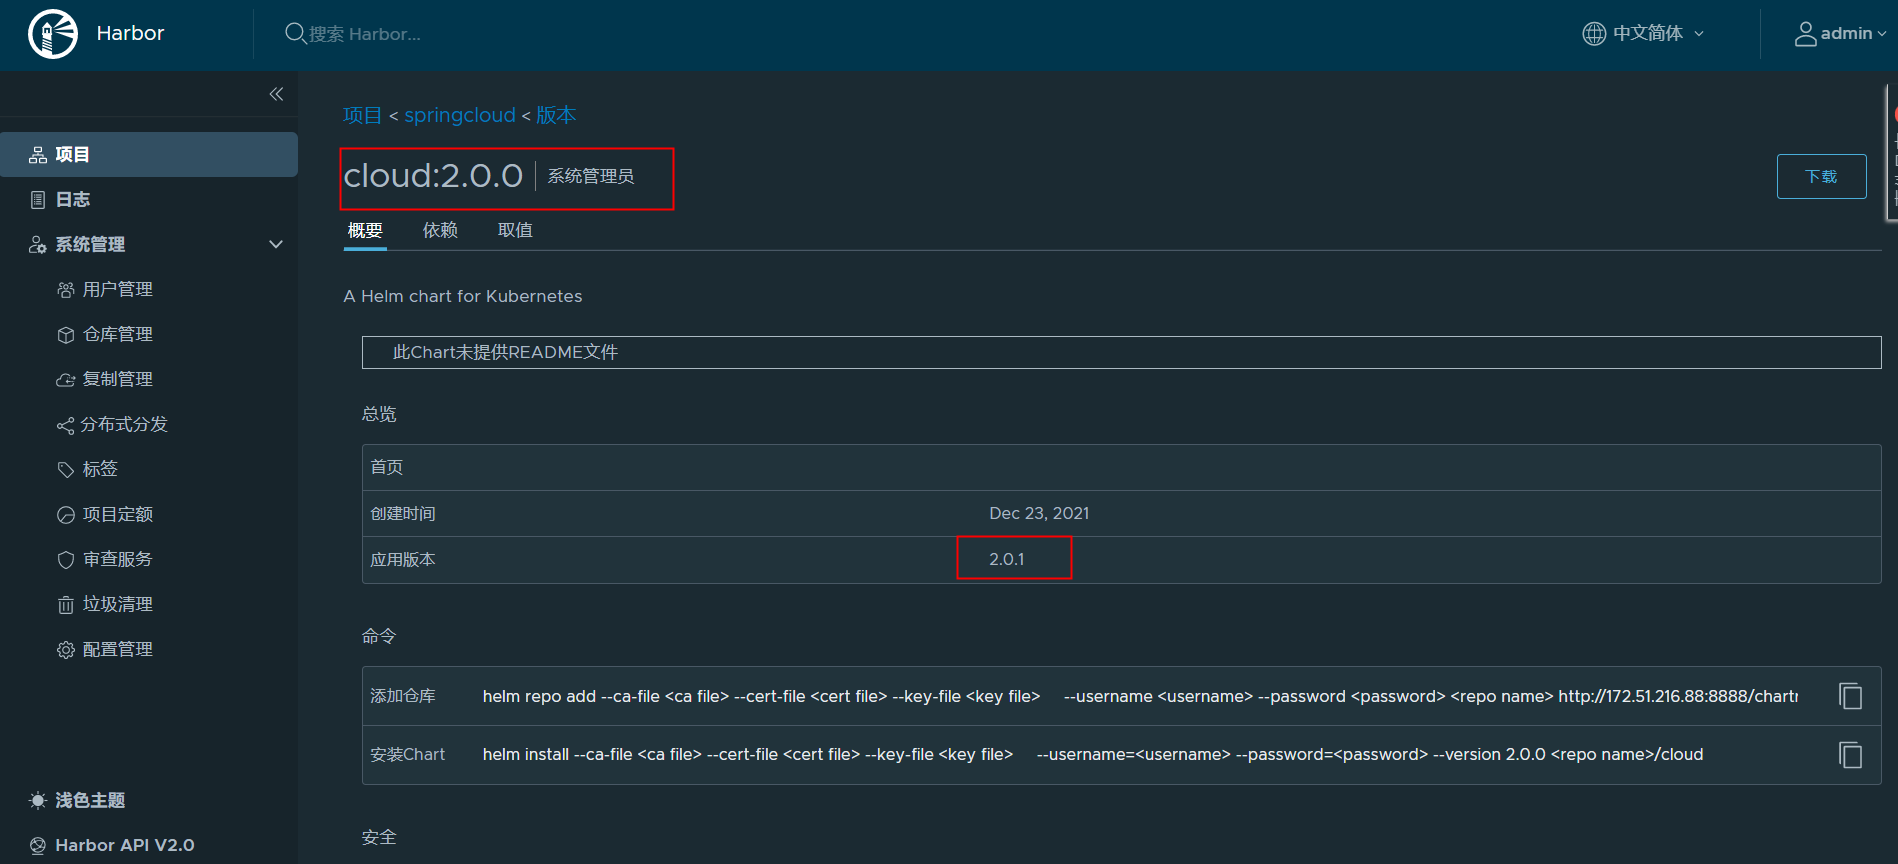 Harbor
搜索 Harbor...
中文简体
admin
项目
日志
系统管理
用户管理
仓库管理
复制管理
分布式分发
标签
项目定额
审查服务
垃圾清理
配置管理
浅色主题
Harbor API V2.0
项目 < springcloud < 版本
cloud:2.0.0 系统管理员
下载
概要 依赖 取值
A Helm chart for Kubernetes
此Chart未提供README文件
总览
首页
创建时间 Dec 23, 2021
应用版本 2.0.1
命令
添加仓库 helm repo add --ca-file <ca file> --cert-file <cert file> --key-file <key file> --username <username> --password <password> <repo name> http://172.51.216.88:8888/chartr
安装Chart helm install --ca-file <ca file> --cert-file <cert file> --key-file <key file> --username=<username> --password=<password> --version 2.0.0 <repo name>/cloud
安全